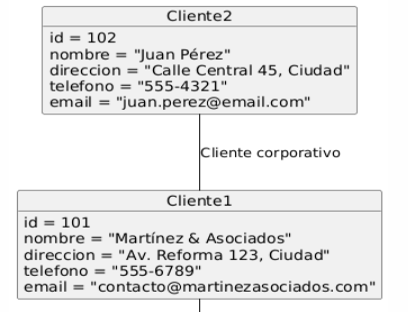 Cliente2
id = 102
nombre = "Juan Pérez"
direccion = "Calle Central 45, Ciudad"
telefono = "555-4321"
email = "juan.perez@email.com"
Cliente corporativo
Cliente1
id = 101
nombre = "Martínez & Asociados"
direccion = "Av. Reforma 123, Ciudad"
telefono = "555-6789"
email = "contacto@martinezasociados.com"